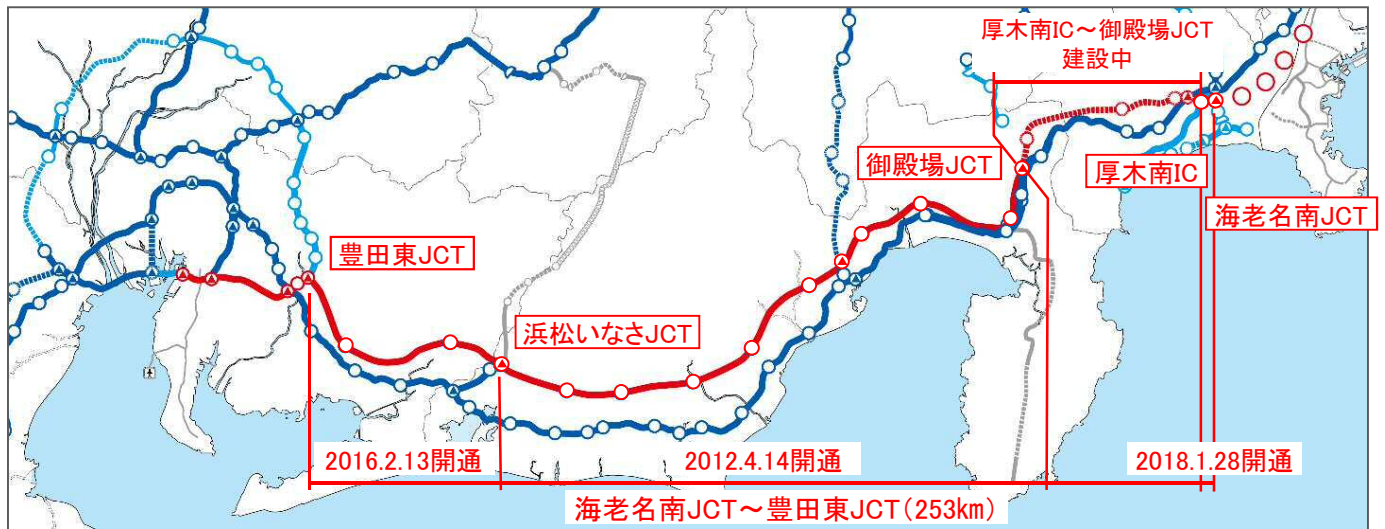 厚木南IC～御殿場JCT
建設中
御殿場JCT
厚木南IC
海老名南JCT
豊田東JCT
浜松いなさJCT
2016.2.13開通
2012.4.14開通
2018.1.28開通
海老名南JCT～豊田東JCT(253km)